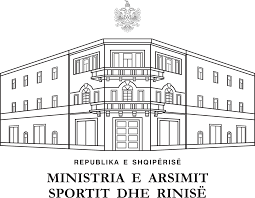 REPUBLIKA E SHQIPËRISË
MINISTRIA E ARSIMIT
SPORTIT DHE RINISË